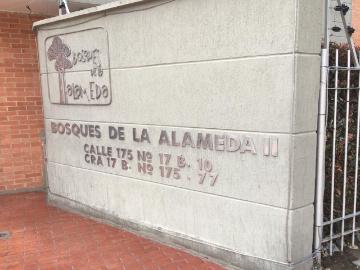 BOSQUES
DE LA
ALAMEDA
BOSQUES DE LA ALAMEDA II
CALLE 175 Nº 17 B. 10
CRA 17 B. Nº 175. 77